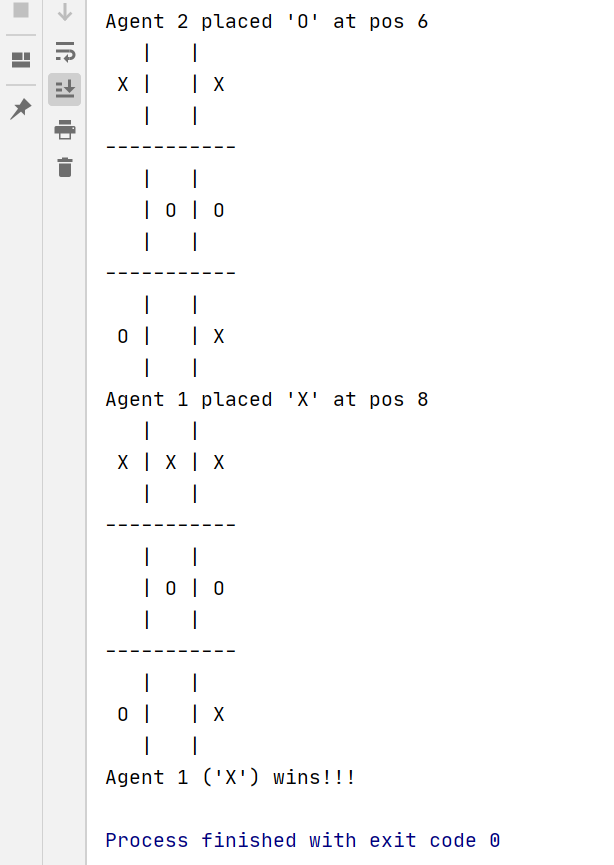 Agent 2 placed 'O' at pos 6
   |   |
 X |   | X
   |   |
-----------
   |   |
   | O | O
   |   |
-----------
   |   |
 O |   | X
   |   |
Agent 1 placed 'X' at pos 8
   |   |
 X | X | X
   |   |
-----------
   |   |
   | O | O
   |   |
-----------
   |   |
 O |   | X
   |   |
Agent 1 ('X') wins!!!

Process finished with exit code 0